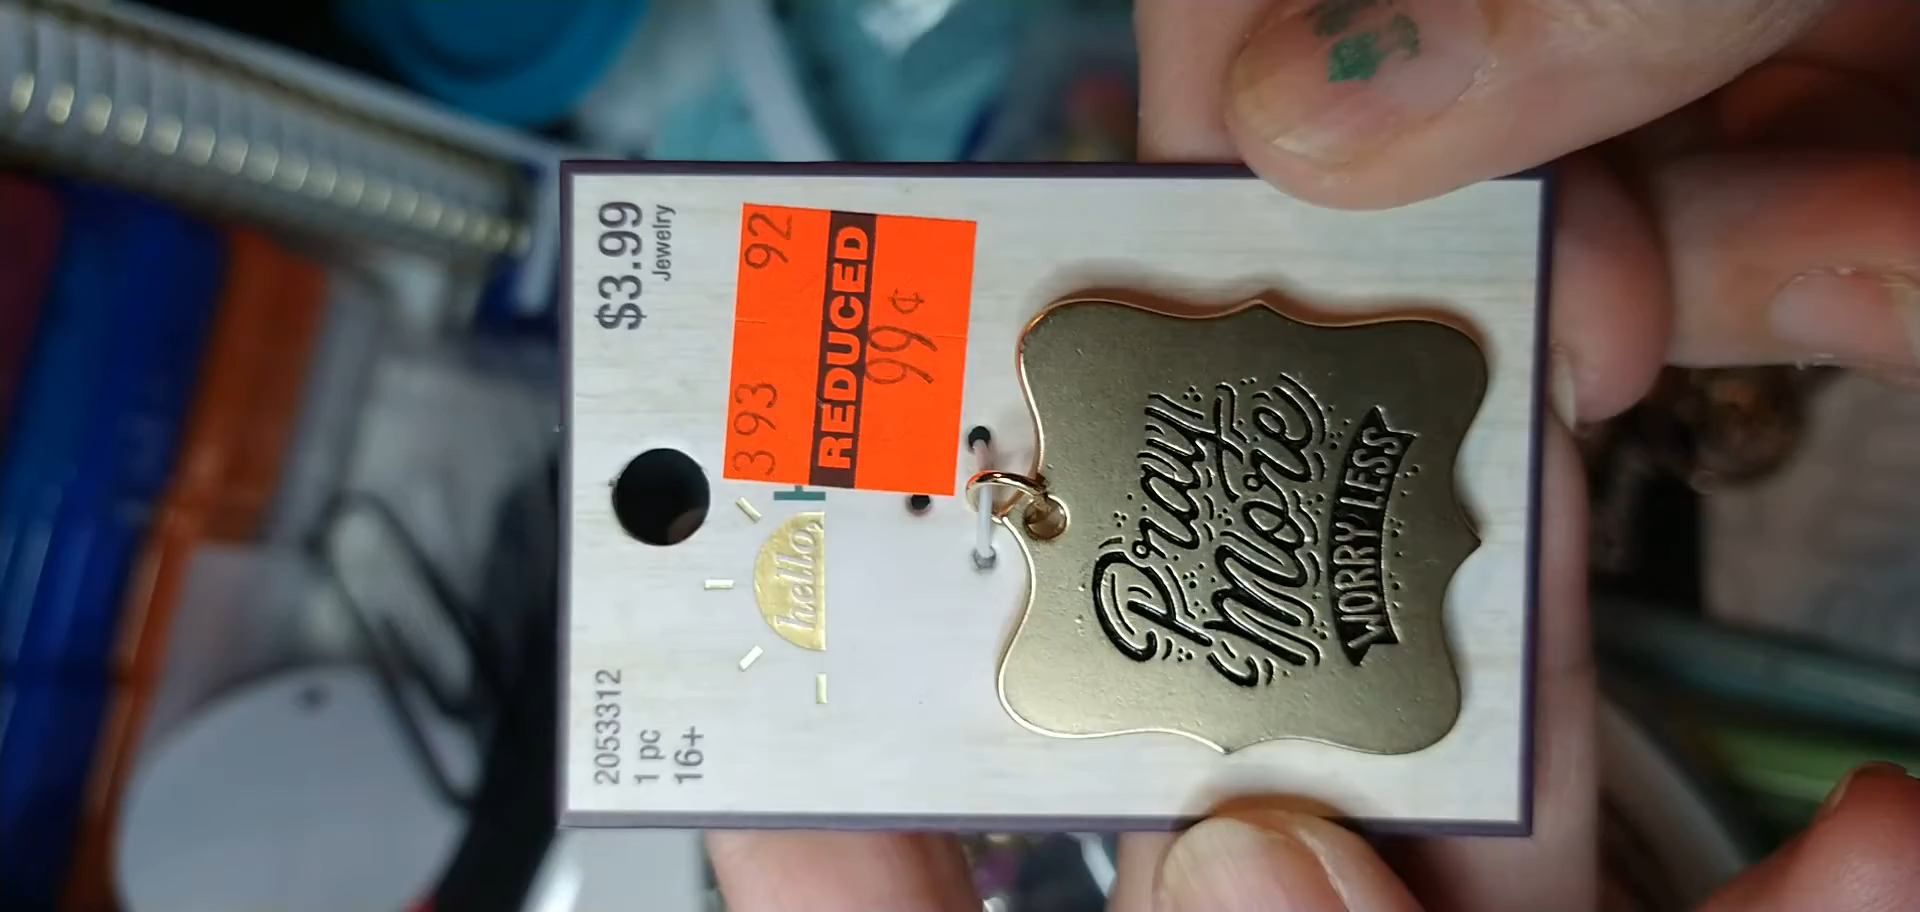 $3.99
Jewelry
2053312
1 pc
16+
393 92
REDUCED
99¢
hello
H
Pray
More
WORRY LESS